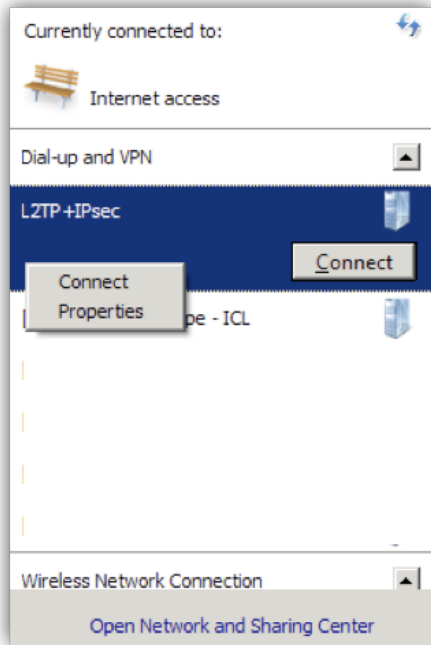 Currently connected to:
Internet access
Dial-up and VPN
L2TP+IPsec
Connect
Connect
Properties
pe - ICL
Wireless Network Connection
Open Network and Sharing Center